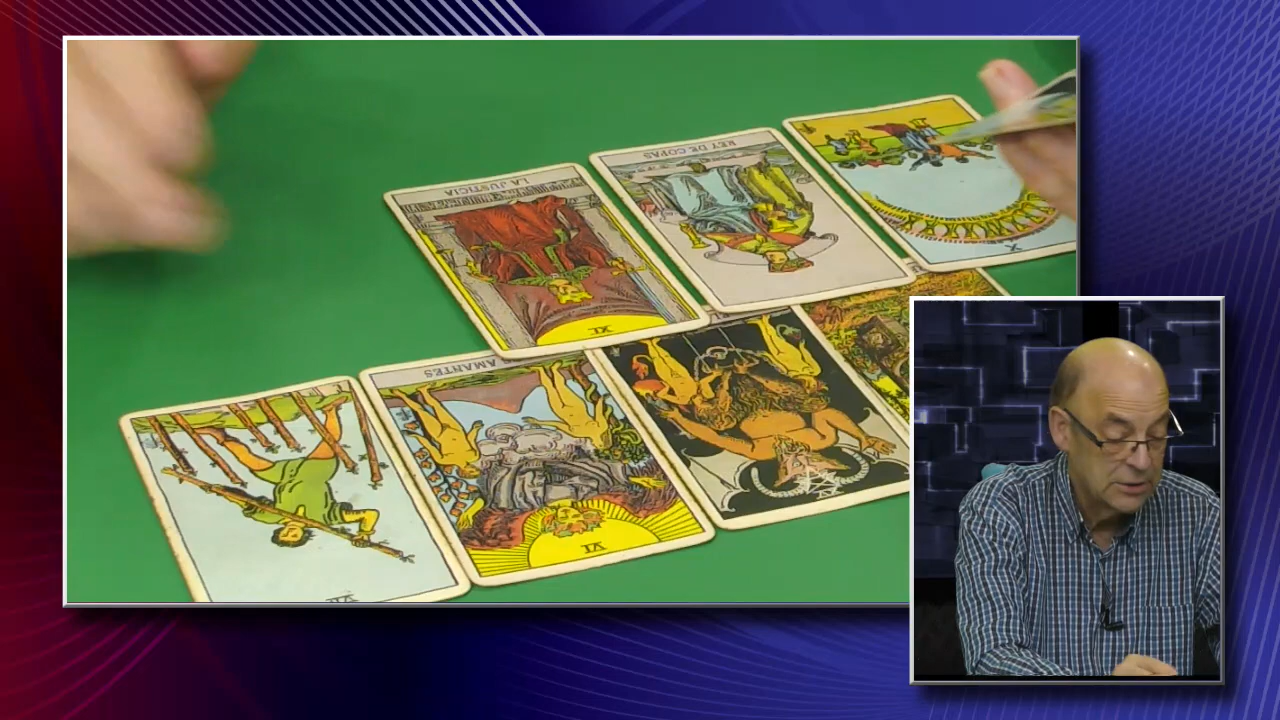 LA JUSTICIA
XI
REY DE COPAS
X
AMANTES
VI